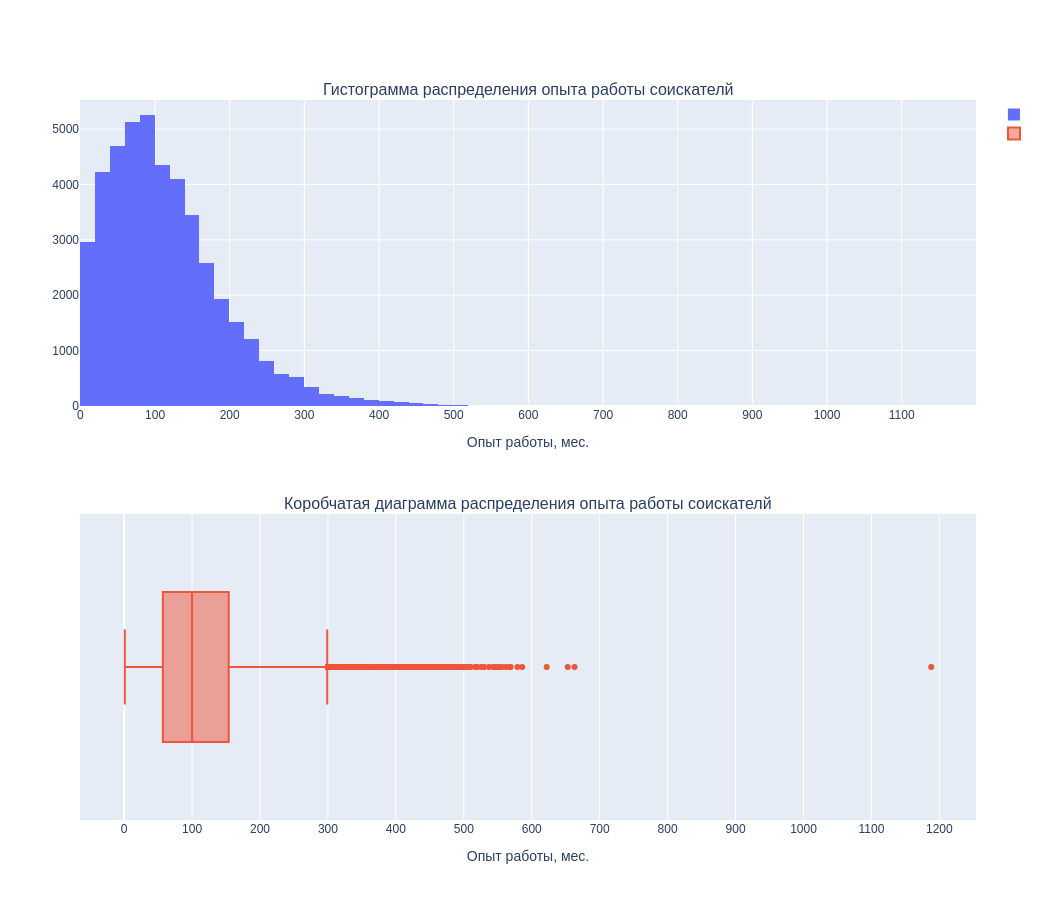 Гистограмма распределения опыта работы соискателй
5000
4000
3000
2000
1000
0
0 100 200 300 400 500 600 700 800 900 1000 1100
Опыт работы, мес.
Коробчатая диаграмма распределения опыта работы соискателй
0 100 200 300 400 500 600 700 800 900 1000 1100 1200
Опыт работы, мес.